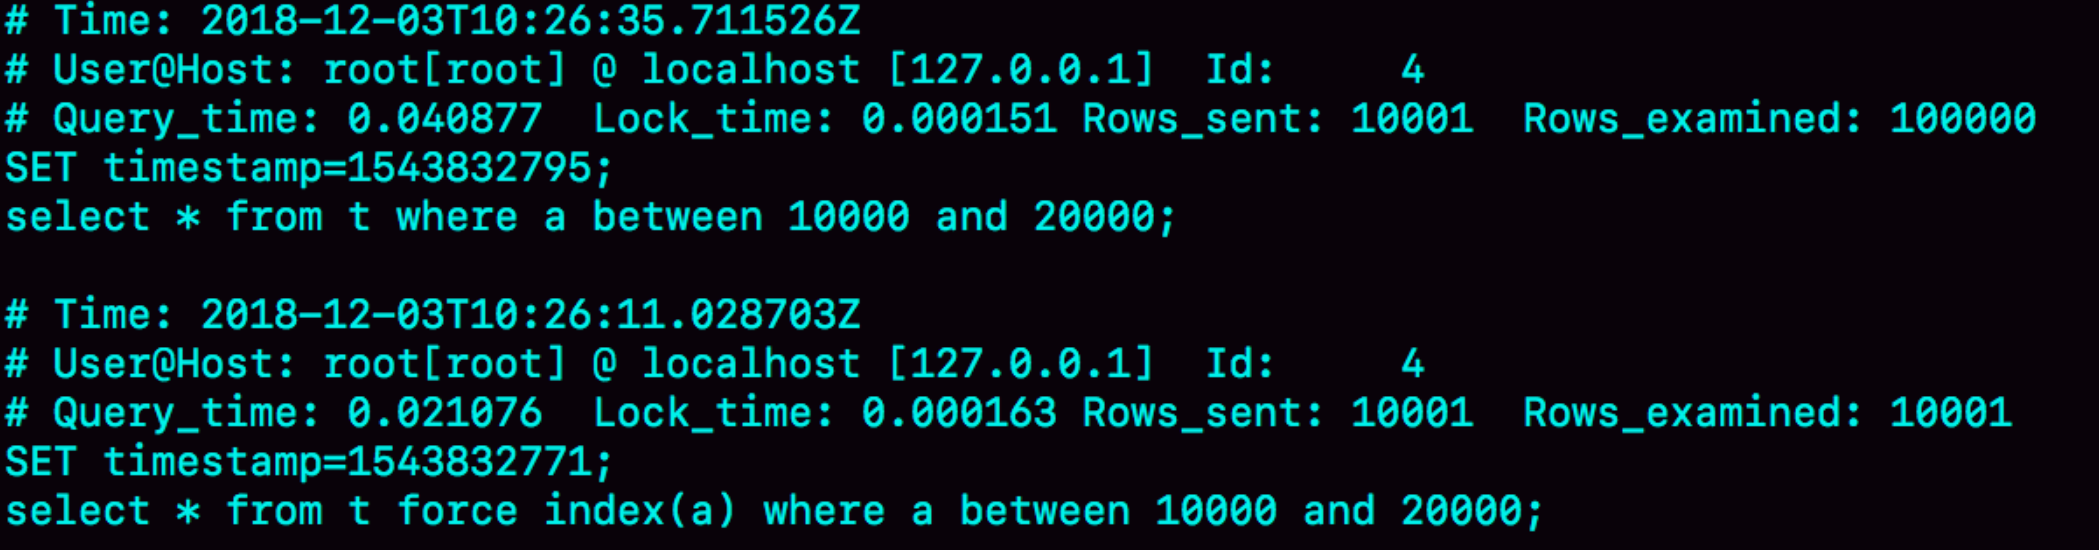 # Time: 2018-12-03T10:26:35.711526Z
# User@Host: root[root] @ localhost [127.0.0.1]  Id:     4
# Query_time: 0.040877  Lock_time: 0.000151 Rows_sent: 10001  Rows_examined: 100000
SET timestamp=1543832795;
select * from t where a between 10000 and 20000;

# Time: 2018-12-03T10:26:11.028703Z
# User@Host: root[root] @ localhost [127.0.0.1]  Id:     4
# Query_time: 0.021076  Lock_time: 0.000163 Rows_sent: 10001  Rows_examined: 10001
SET timestamp=1543832771;
select * from t force index(a) where a between 10000 and 20000;